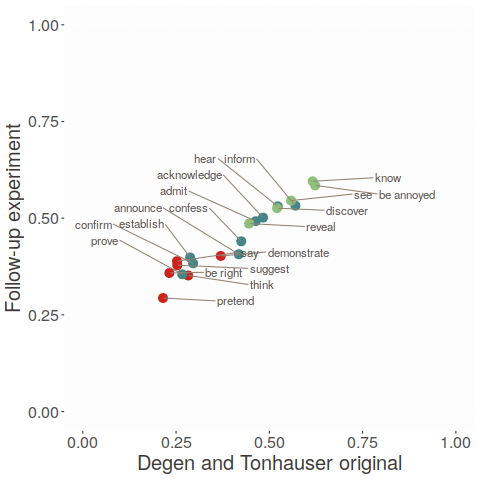 1.00
0.75
0.50
0.25
0.00
Follow-up experiment
hear
inform
acknowledge
admit
know
see
be annoyed
announce
confess
discover
confirm
establish
reveal
prove
say
demonstrate
be right
suggest
think
pretend
0.00
0.25
0.50
0.75
1.00
Degen and Tonhauser original